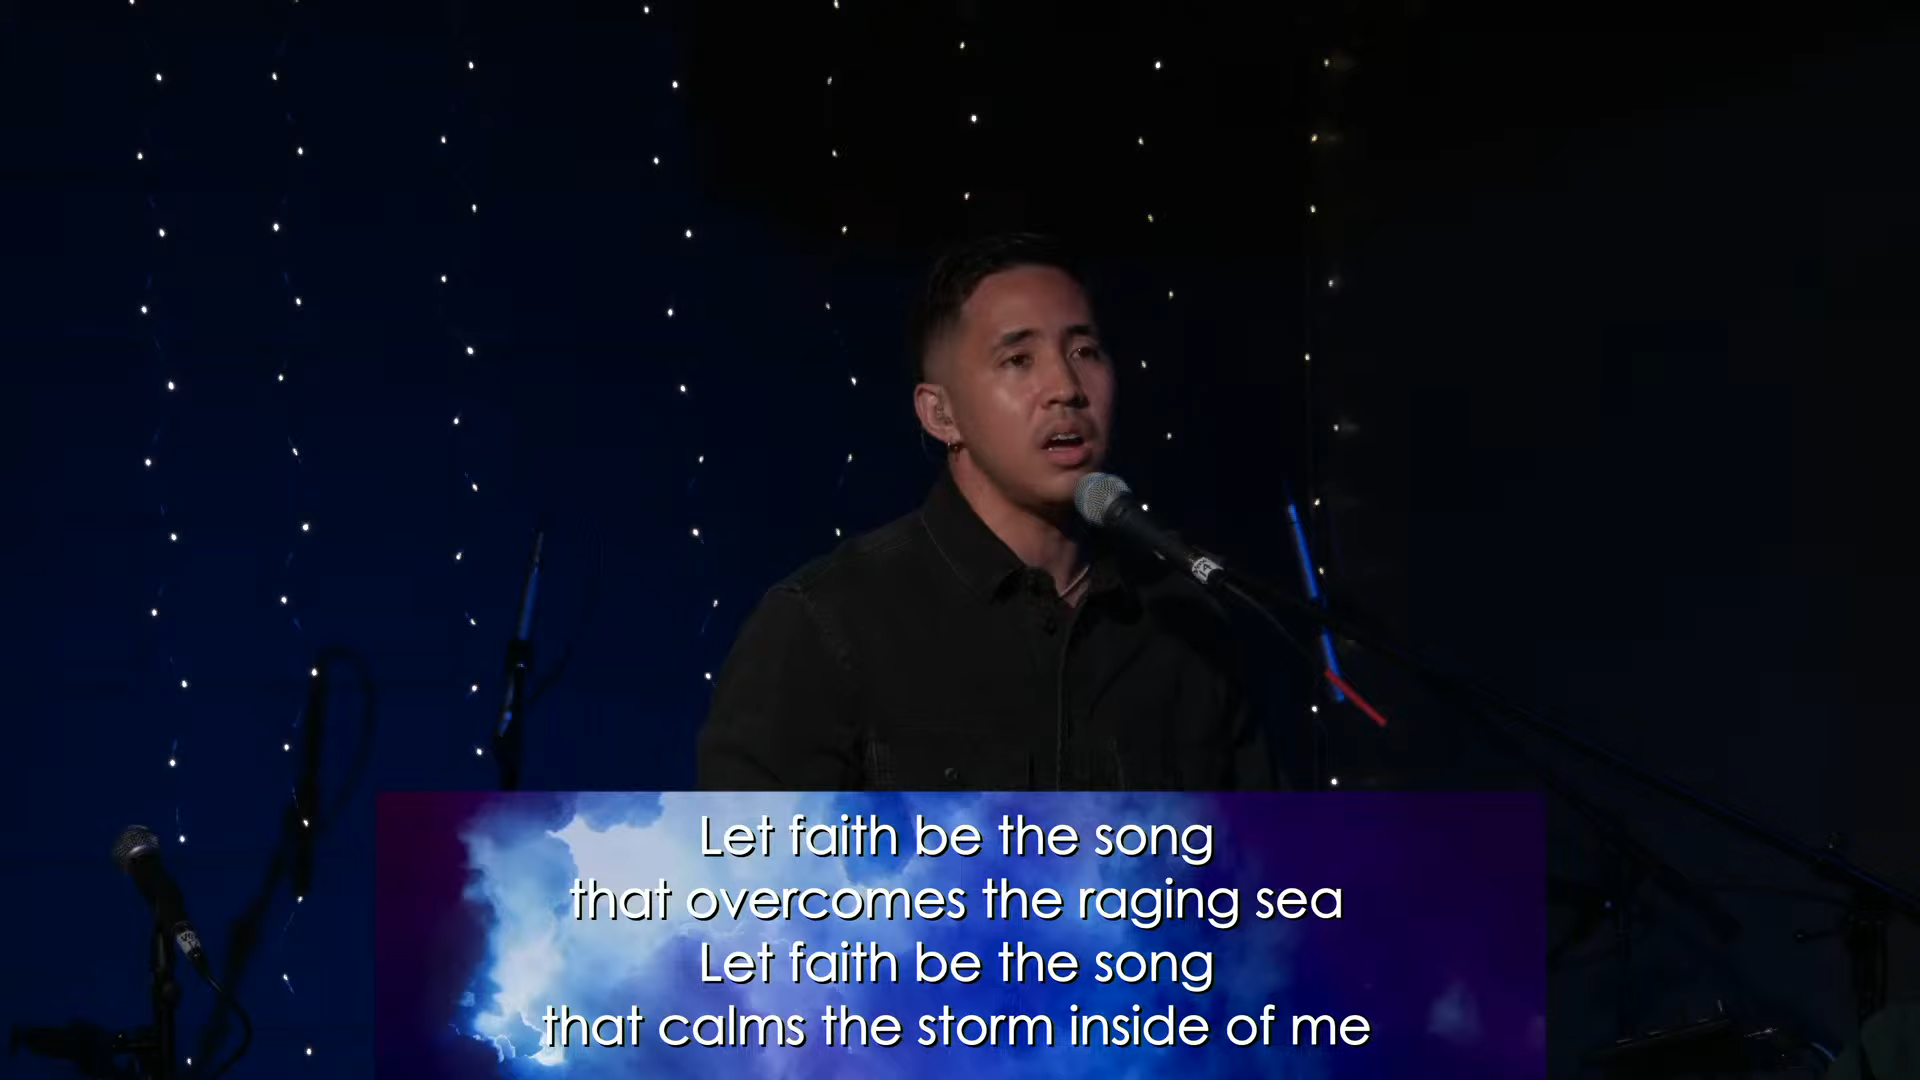 Let faith be the song
that overcomes the raging sea
Let faith be the song
that calms the storm inside of me